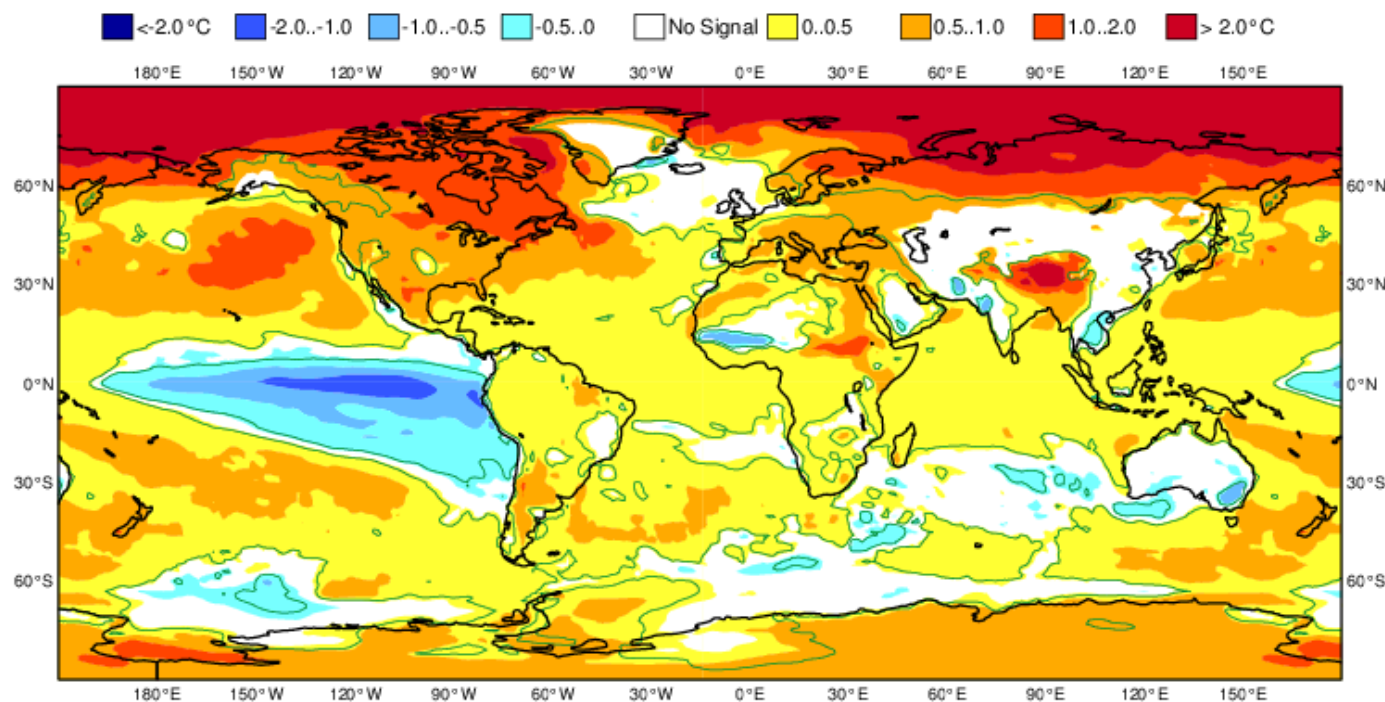 <-2.0°C -2.0..-1.0 -1.0..-0.5 -0.5..0 No Signal 0..0.5 0.5..1.0 1.0..2.0 > 2.0°C
180°E 150°W 120°W 90°W 60°W 30°W 0°E 30°E 60°E 90°E 120°E 150°E
60°N 60°N
30°N 30°N
0°N 0°N
30°S 30°S
60°S 60°S
180°E 150°W 120°W 90°W 60°W 30°W 0°E 30°E 60°E 90°E 120°E 150°E